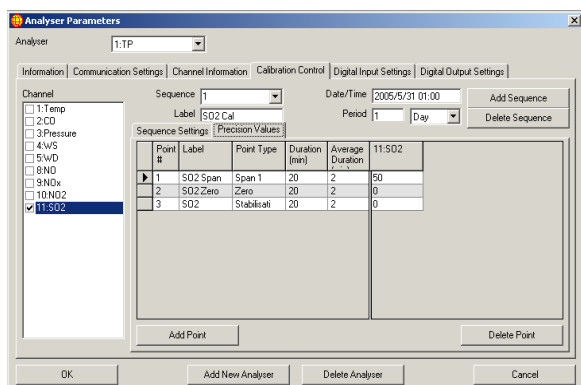 Analyser Parameters
Analyser 1:TP
Information Communication Settings Channel Information Calibration Control Digital Input Settings Digital Output Settings
Channel
1:Temp
2:CO
3:Pressure
4:WS
5:WD
8:NO
9:NOx
10:NO2
11:SO2
Sequence 1 Date/Time 2005/5/31 01:00 Add Sequence
Label SO2 Cal Period 1 Day Delete Sequence
Sequence Settings Precision Values
Point # Label Point Type Duration (min) Average Duration 11:SO2
1 SO2 Span Span 1 20 2 50
2 SO2 Zero Zero 20 2 0
3 SO2 Stabilisati 20 2 0
Add Point Delete Point
OK Add New Analyser Delete Analyser Cancel